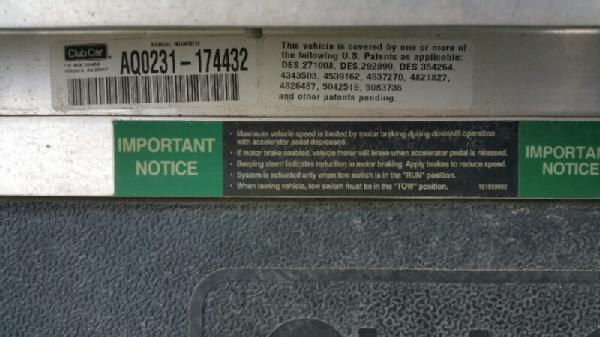 Club Car
SERIAL NUMBER
AQ0231-174432
This vehicle is covered by one or more of
the following U.S. Patents as applicable:
DES.271008, DES.292899, DES 354264,
4343503, 4539162, 4637270, 4821827,
4826467, 5042519, 5083736
and other patents pending.
IMPORTANT
NOTICE
• Maximum vehicle speed is limited by motor braking during downhill operation
with accelerator pedal depressed.
• If motor brake enabled, vehicle motor will brake when accelerator pedal is released.
• Beeping alarm indicates reduction in motor braking. Apply brakes to reduce speed.
• System is activated only when tow switch is in the "RUN" position.
• When towing vehicle, tow switch must be in the "TOW" position.
IMPORTAN
NOTICE